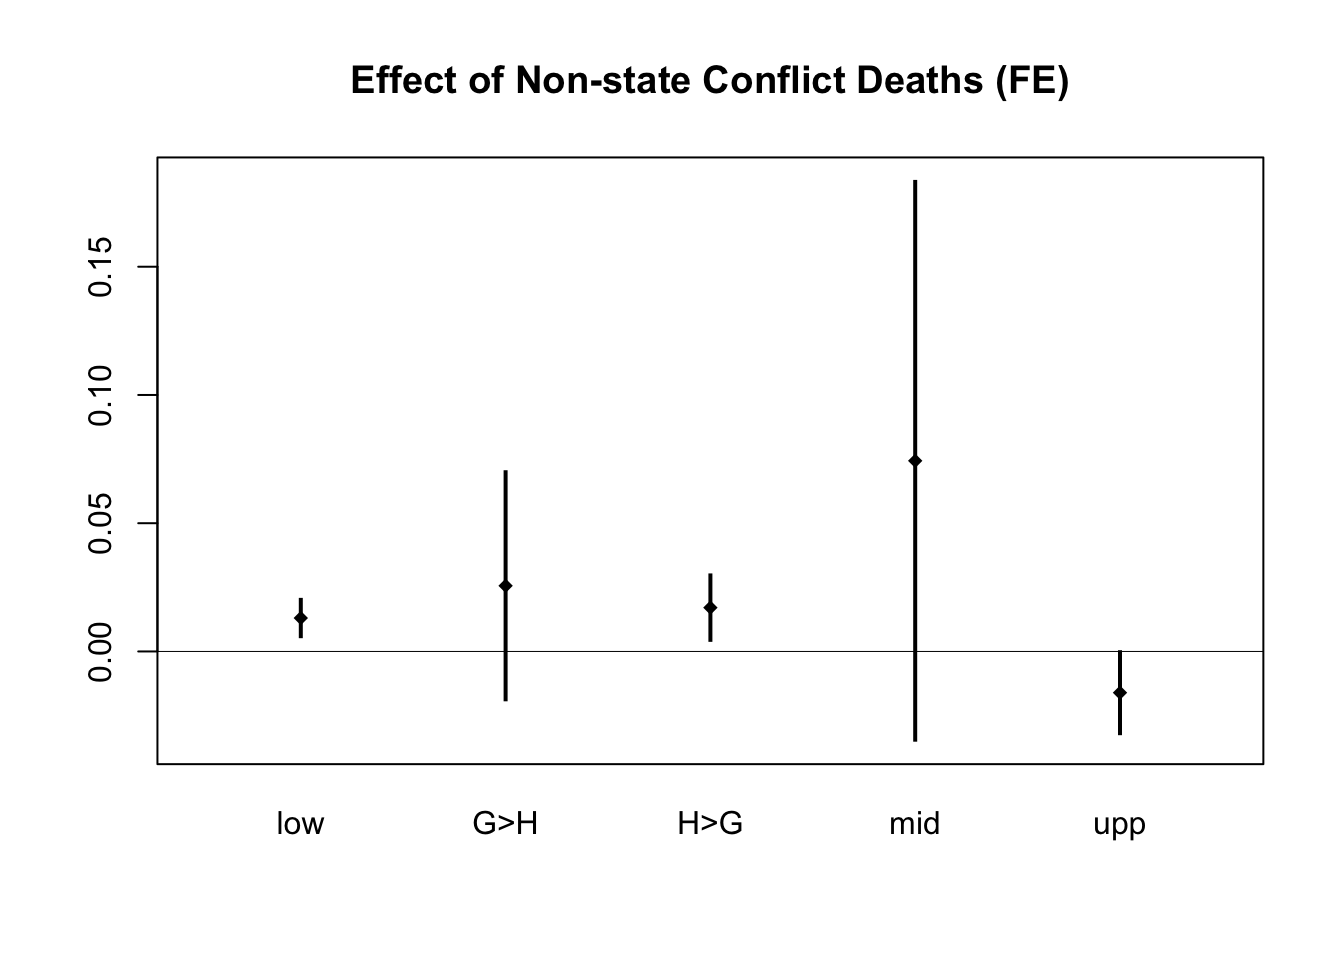 Effect of Non-state Conflict Deaths (FE)
0.15
0.10
0.05
0.00
low G>H H>G mid upp